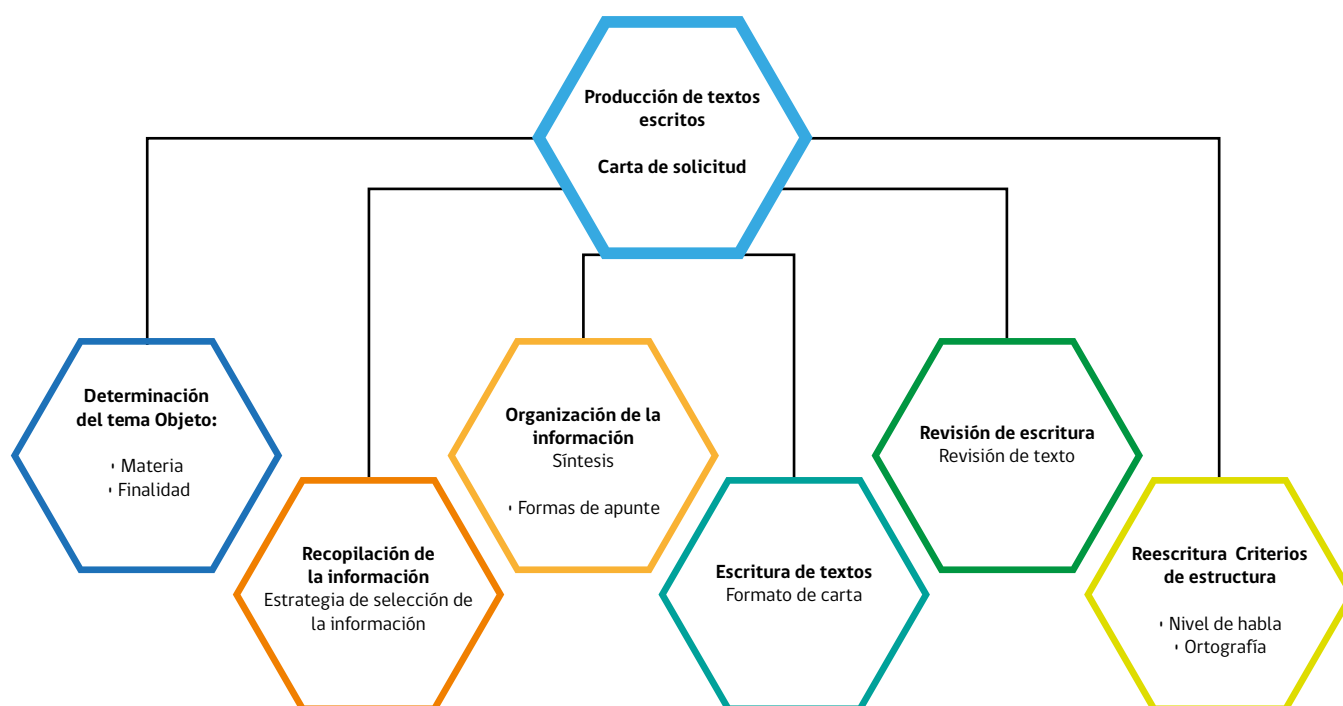 Producción de textos
escritos
Carta de solicitud
Determinación
del tema Objeto:
• Materia
• Finalidad
Recopilación de
la información
Estrategia de selección de
la información
Organización de la
información
Síntesis
• Formas de apunte
Escritura de textos
Formato de carta
Revisión de escritura
Revisión de texto
Reescritura Criterios
de estructura
• Nivel de habla
• Ortografía